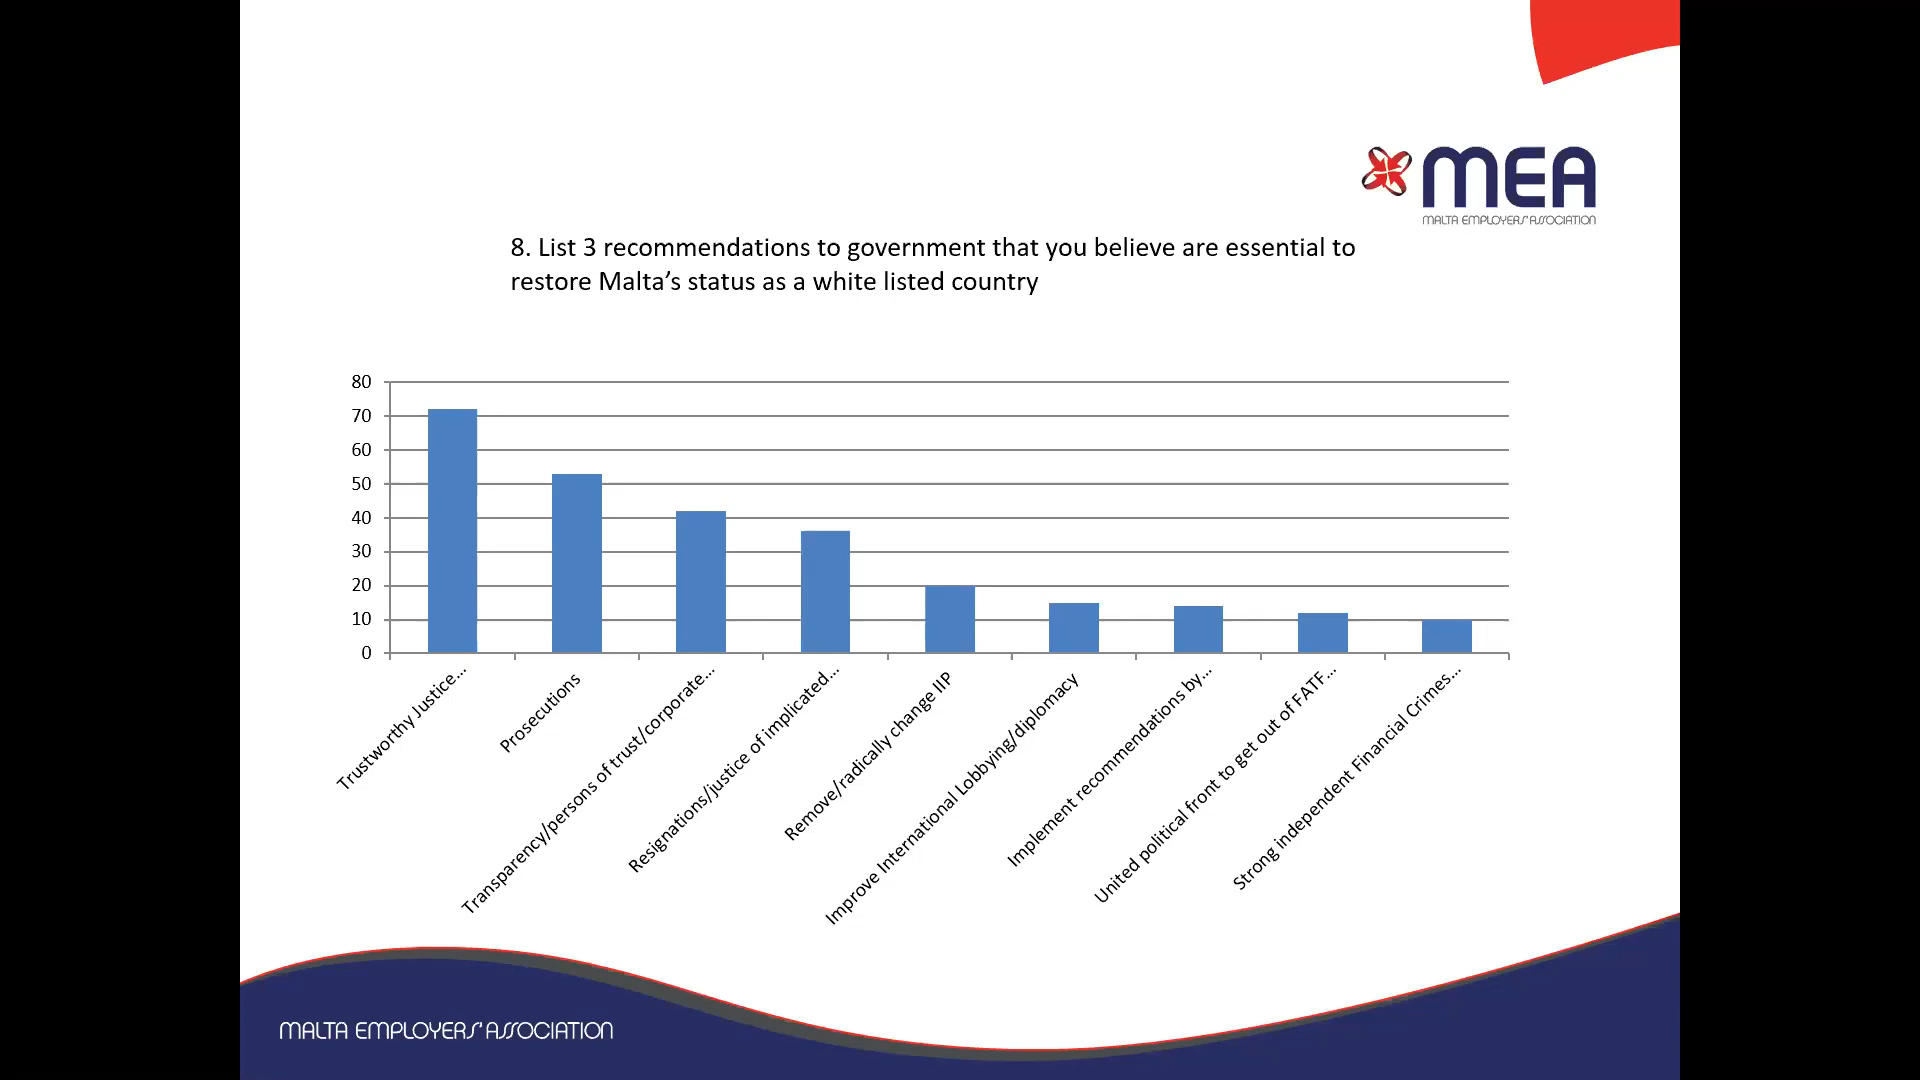 MEA
MALTA EMPLOYERS' ASSOCIATION
8. List 3 recommendations to government that you believe are essential to
restore Malta’s status as a white listed country
80
70
60
50
40
30
20
10
0
Trustworthy Justice...
Prosecutions
Transparency/persons of trust/corporate...
Resignations/justice of implicated...
Remove/radically change IIP
Improve International Lobbying/diplomacy
Implement recommendations by...
United political front to get out of FATF...
Strong independent Financial Crimes...
MALTA EMPLOYERS' ASSOCIATION